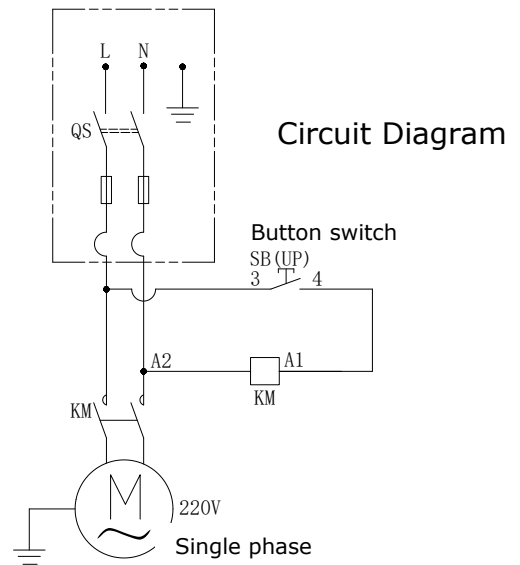 L N
QS
Circuit Diagram
Button switch
SB(UP)
3 4
A2 A1
KM
KM
M
220V
Single phase